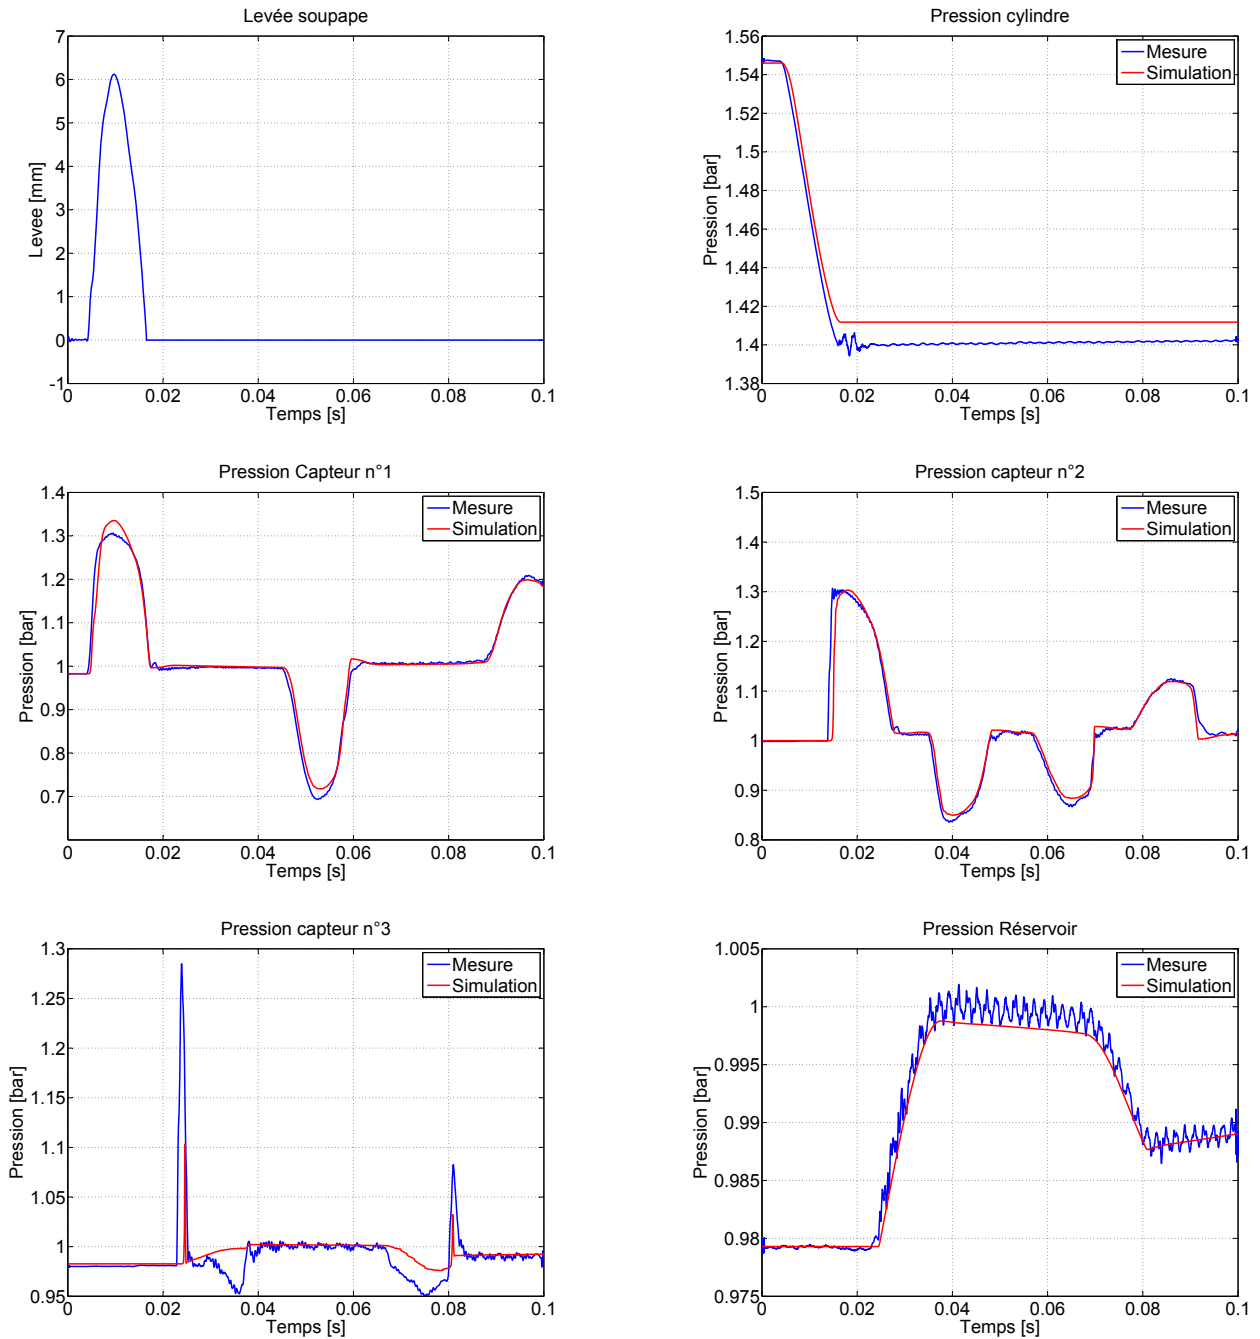 Levée soupape
7
6
5
4
3
2
1
0
-1
Levee [mm]
0 0.02 0.04 0.06 0.08 0.1
Temps [s]
Pression cylindre
1.56
1.54
1.52
1.5
1.48
1.46
1.44
1.42
1.4
1.38
Pression [bar]
Mesure
Simulation
0 0.02 0.04 0.06 0.08 0.1
Temps [s]
Pression Capteur n°1
1.4
1.3
1.2
1.1
1
0.9
0.8
0.7
Pression [bar]
Mesure
Simulation
0 0.02 0.04 0.06 0.08 0.1
Temps [s]
Pression capteur n°2
1.5
1.4
1.3
1.2
1.1
1
0.9
0.8
Pression [bar]
Mesure
Simulation
0 0.02 0.04 0.06 0.08 0.1
Temps [s]
Pression capteur n°3
1.3
1.25
1.2
1.15
1.1
1.05
1
0.95
Pression [bar]
Mesure
Simulation
0 0.02 0.04 0.06 0.08 0.1
Temps [s]
Pression Réservoir
1.005
1
0.995
0.99
0.985
0.98
0.975
Pression [bar]
Mesure
Simulation
0 0.02 0.04 0.06 0.08 0.1
Temps [s]